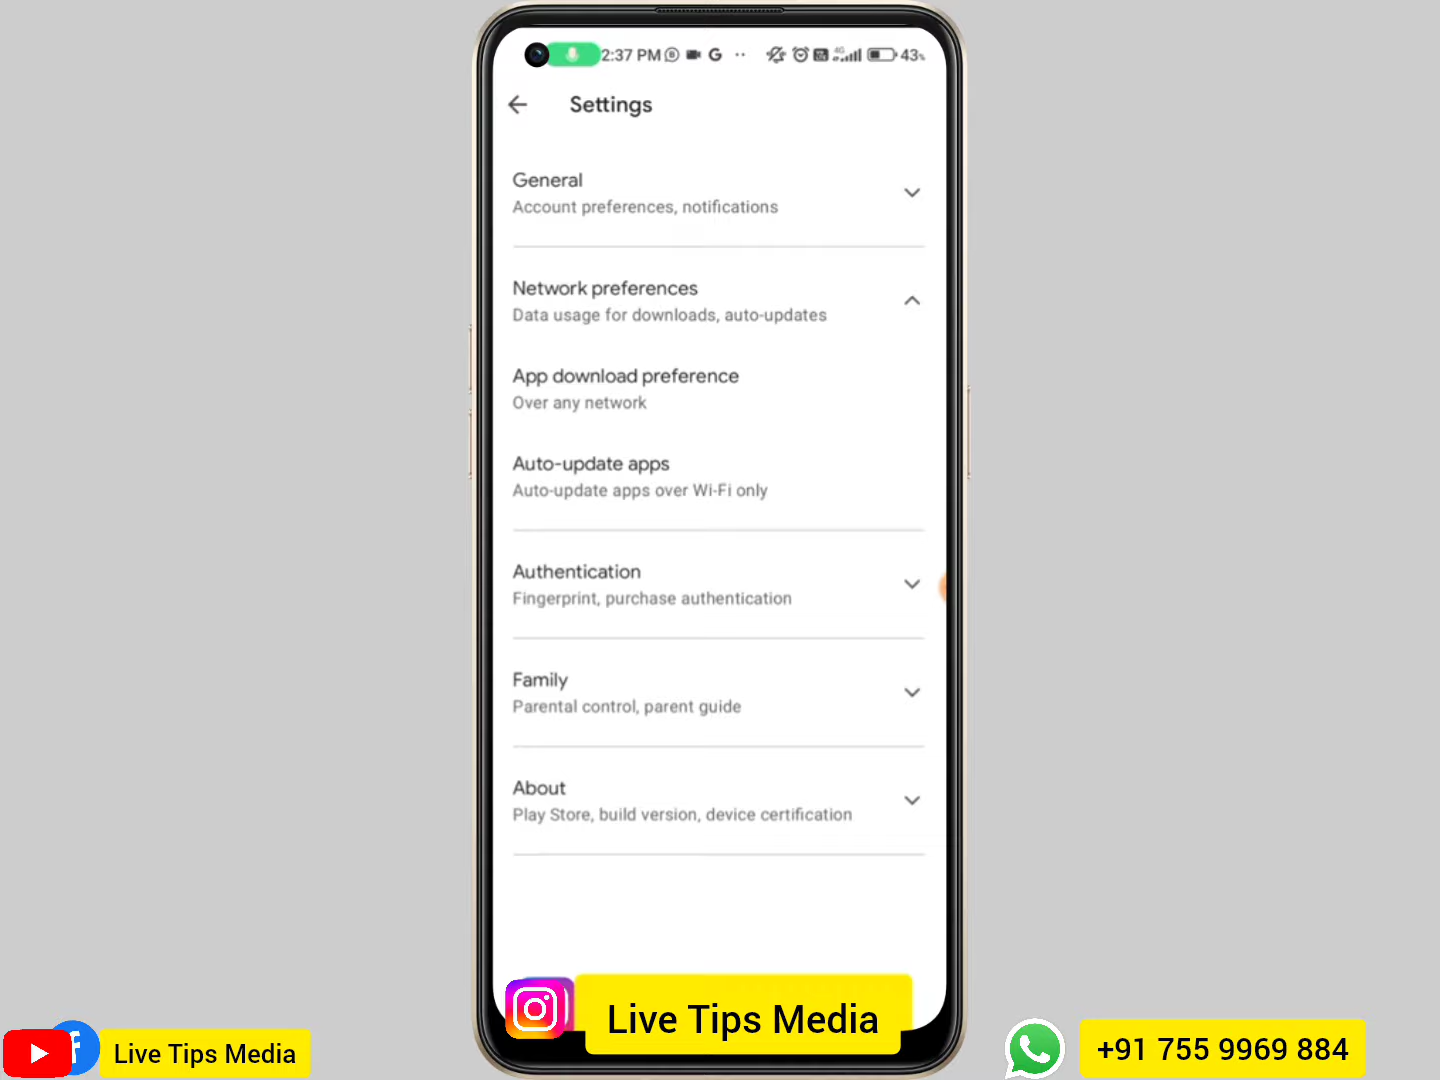 2:37 PM
4G
43%
Settings
General
Account preferences, notifications
Network preferences
Data usage for downloads, auto-updates
App download preference
Over any network
Auto-update apps
Auto-update apps over Wi-Fi only
Authentication
Fingerprint, purchase authentication
Family
Parental control, parent guide
About
Play Store, build version, device certification
Live Tips Media
Live Tips Media
+91 755 9969 884